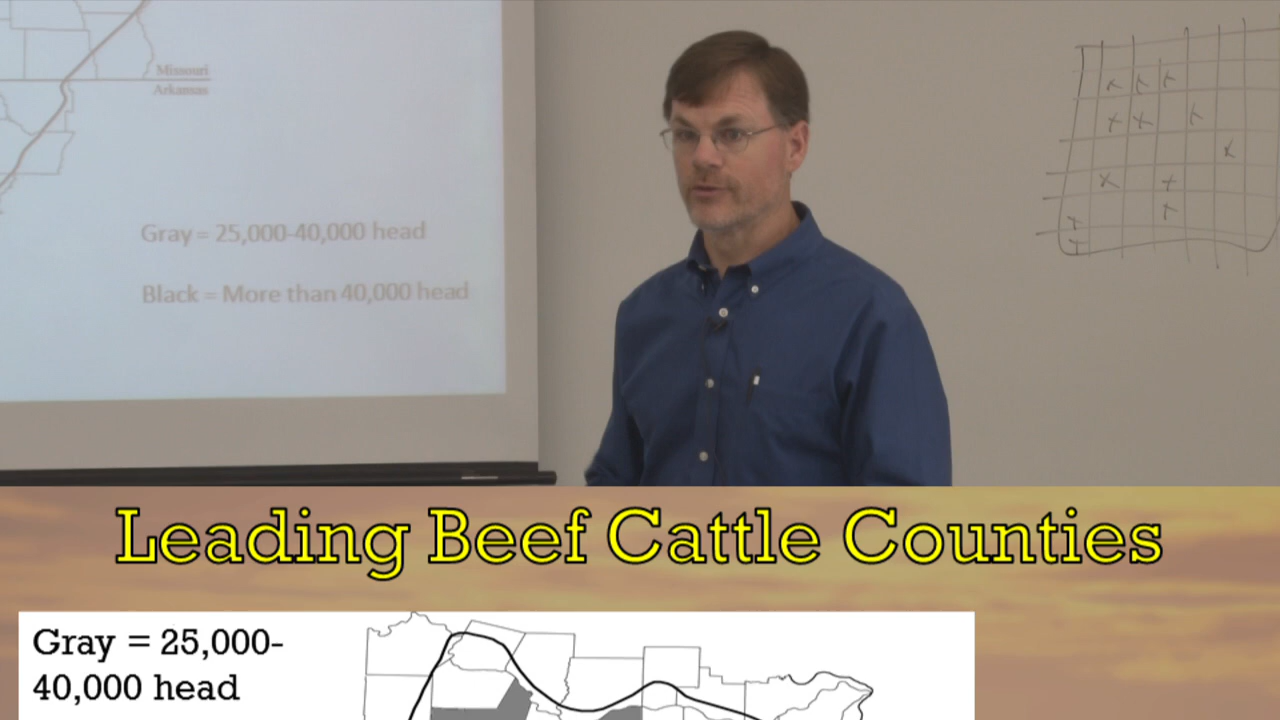 Missouri
Arkansas
Gray = 25,000-40,000 head
Black = More than 40,000 head
Leading Beef Cattle Counties
Gray = 25,000-
40,000 head